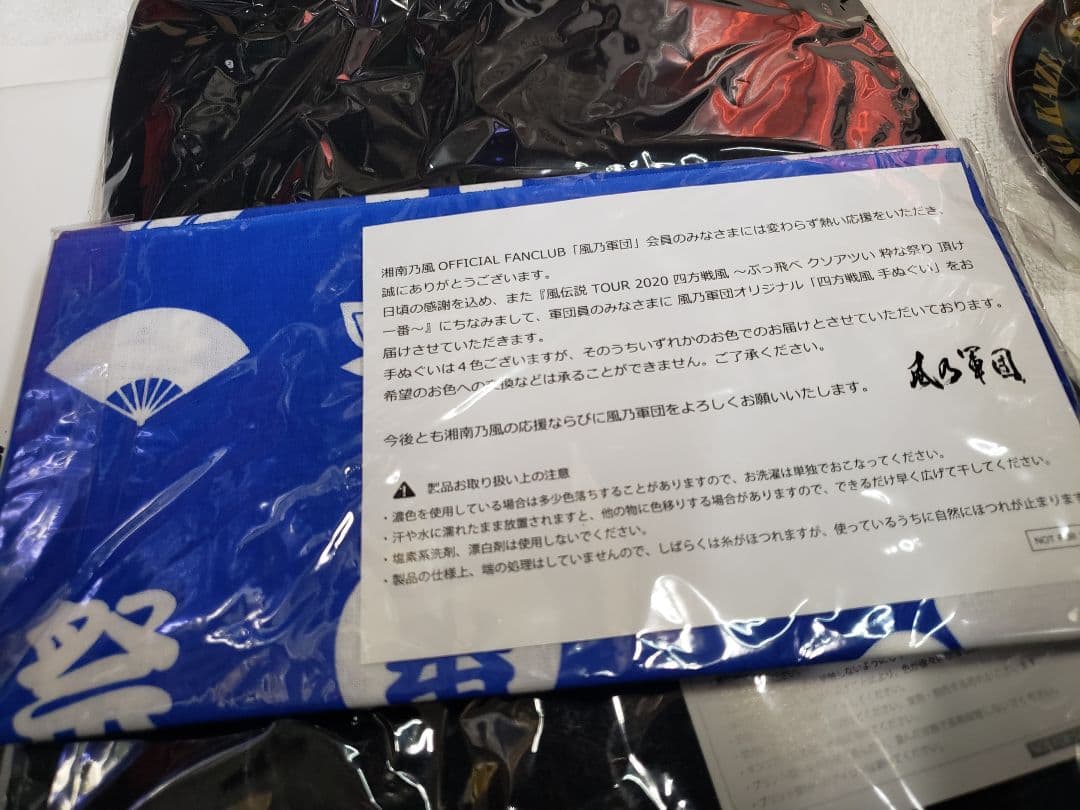 NO KAZE
湘南乃風 OFFICIAL FANCLUB「風乃軍団」会員のみなさまには変わらず熱い応援をいただき、
誠にありがとうございます。
日頃の感謝を込め、また『風伝説 TOUR 2020 四方戦風 ～ぶっ飛べ クソアツい 粋な祭り 頂け
一番～』にちなみまして、軍団員のみなさまに 風乃軍団オリジナル「四方戦風 手ぬぐい」をお
届けさせていただきます。
手ぬぐいは４色ございますが、そのうちいずれかのお色でのお届けとさせていただいております。
希望のお色への交換などは承ることができません。ご了承ください。
今後とも湘南乃風の応援ならびに風乃軍団をよろしくお願いいたします。
風乃軍団
製品お取り扱い上の注意
・濃色を使用している場合は多少色落ちすることがありますので、お洗濯は単独でおこなってください。
・汗や水に濡れたまま放置されますと、他の物に色移りする場合がありますので、できるだけ早く広げて干してください。
・塩素系洗剤、漂白剤は使用しないでください。
・製品の仕様上、端の処理はしていませんので、しばらくは糸がほつれますが、使っているうちに自然にほつれが止まります
NOT
祭